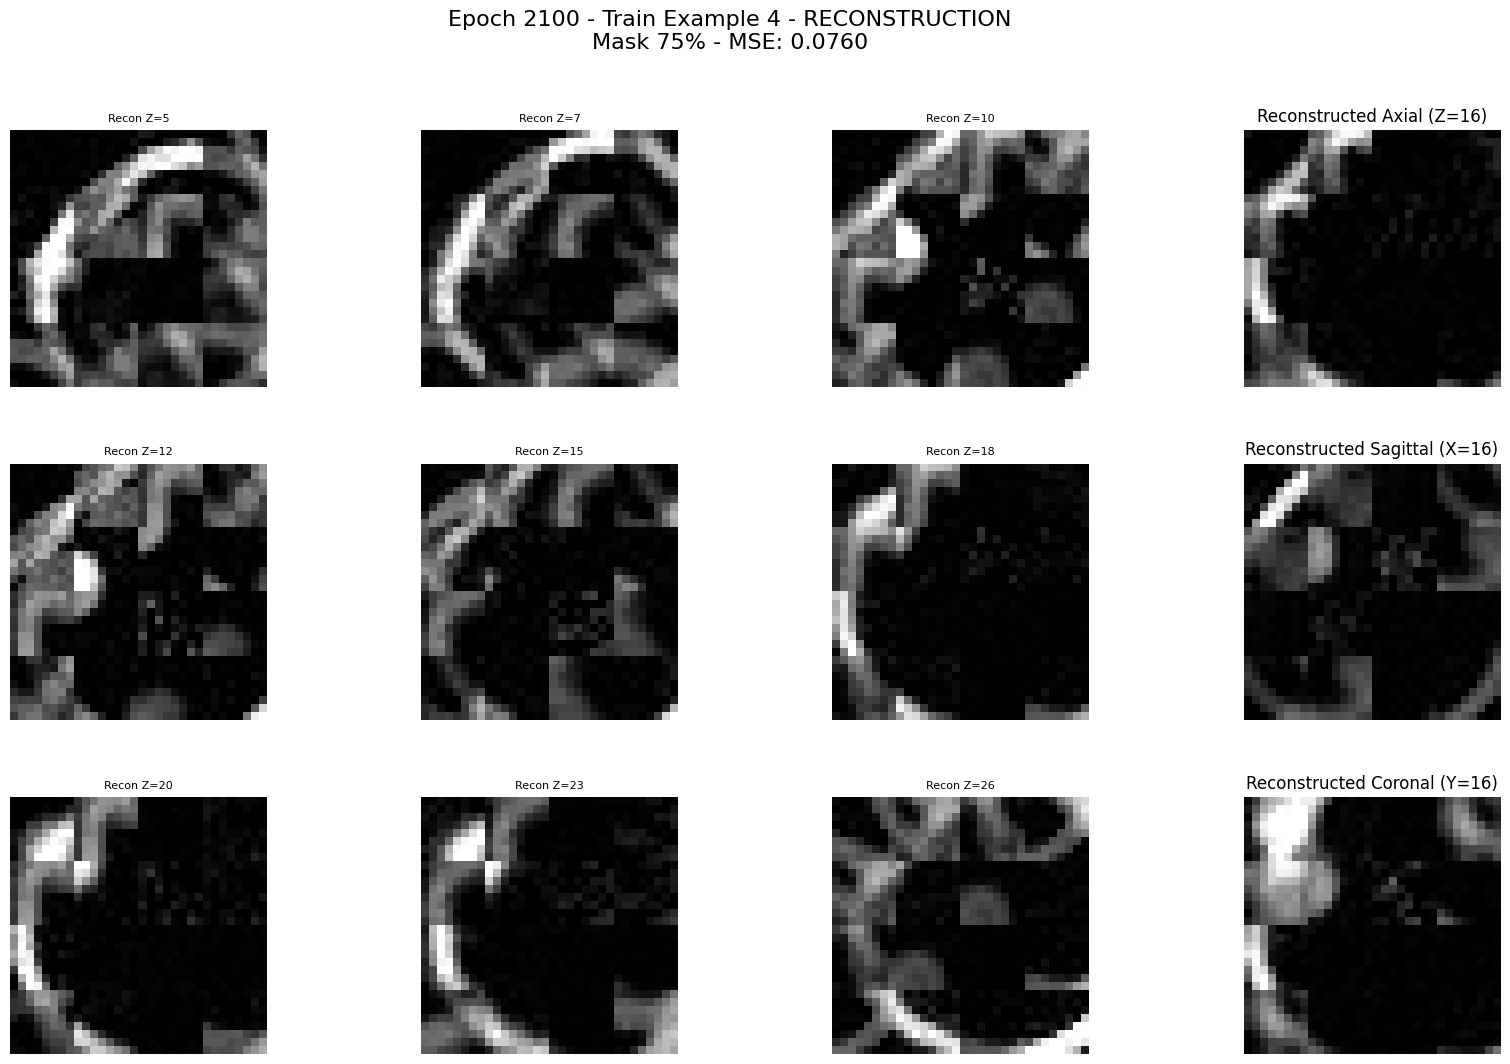 Epoch 2100 - Train Example 4 - RECONSTRUCTION
Mask 75% - MSE: 0.0760
Recon Z=5
Recon Z=7
Recon Z=10
Reconstructed Axial (Z=16)
Recon Z=12
Recon Z=15
Recon Z=18
Reconstructed Sagittal (X=16)
Recon Z=20
Recon Z=23
Recon Z=26
Reconstructed Coronal (Y=16)